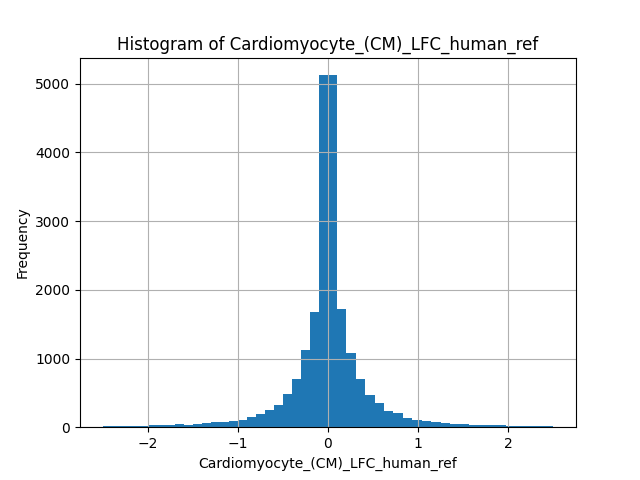 Histogram of Cardiomyocyte_(CM)_LFC_human_ref
5000
4000
3000
2000
1000
0
Frequency
−2 −1 0 1 2
Cardiomyocyte_(CM)_LFC_human_ref